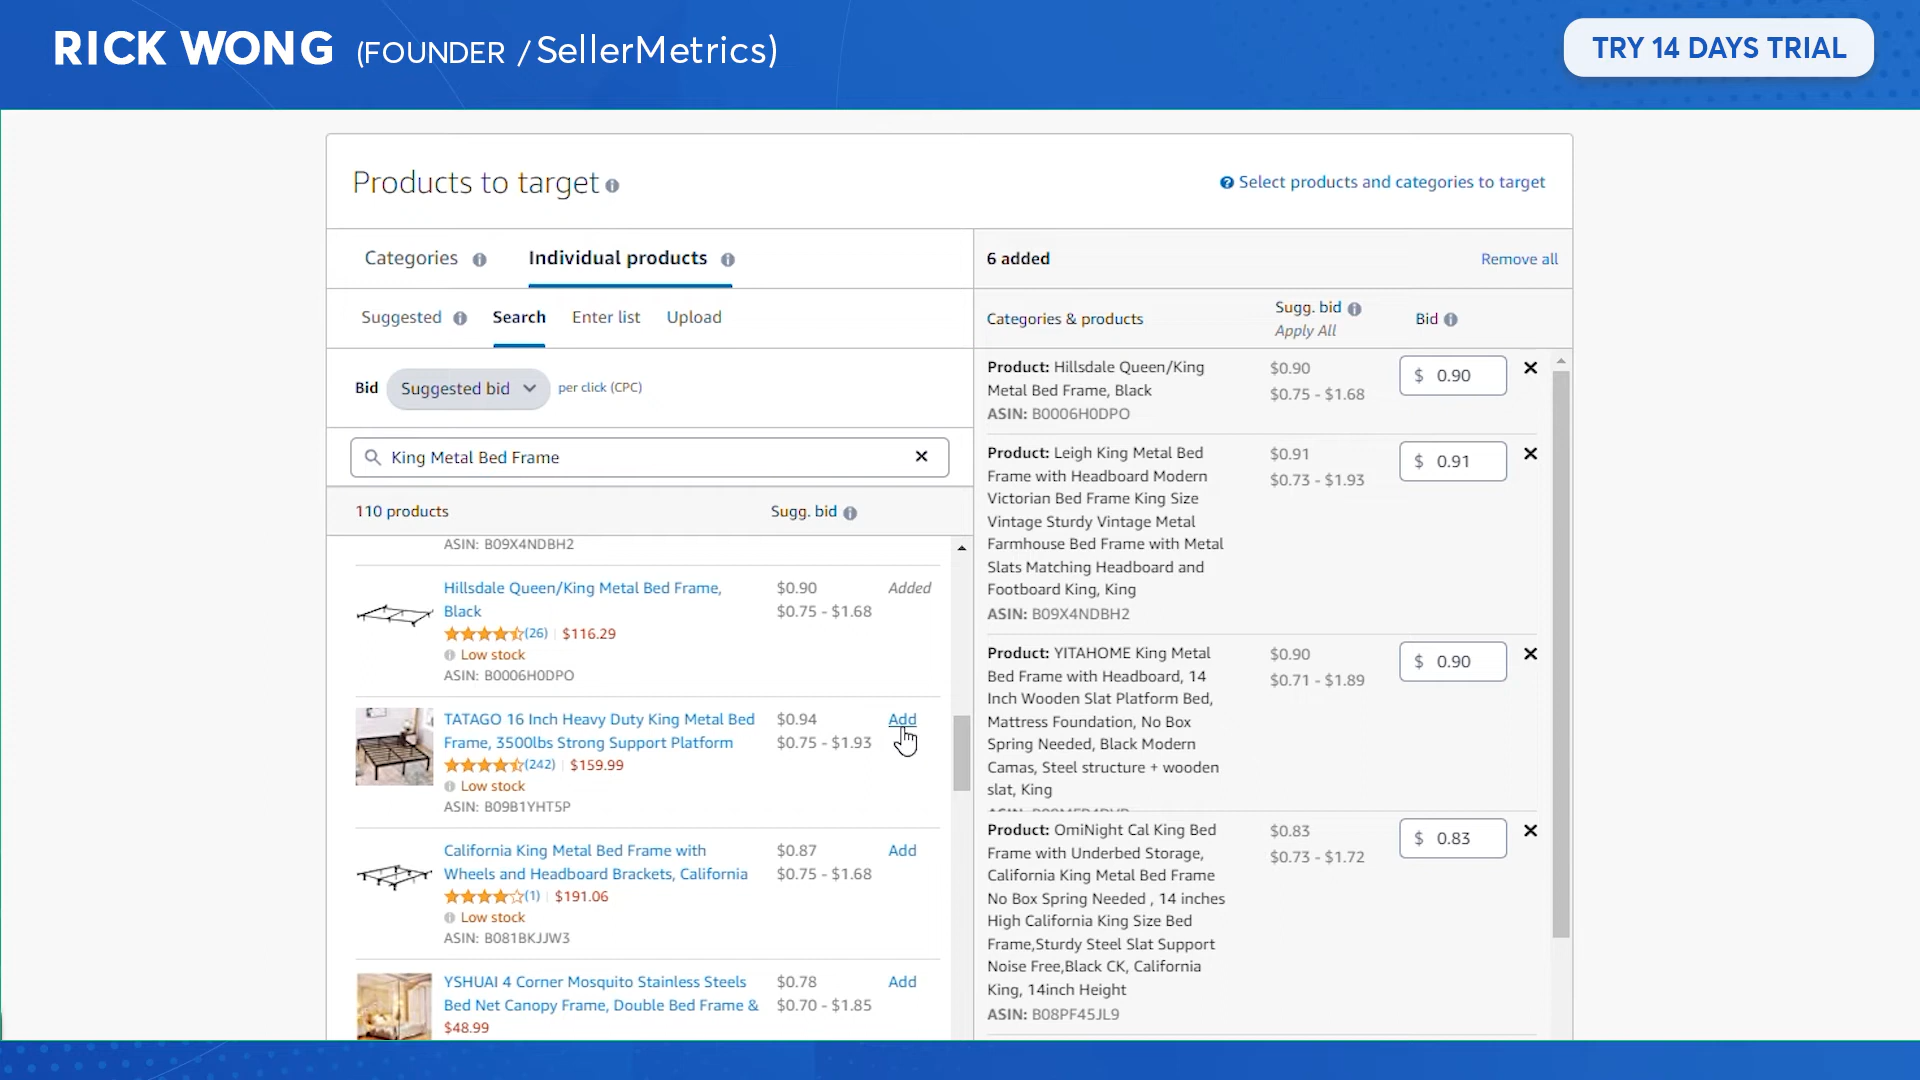 RICK WONG (FOUNDER / SellerMetrics)
TRY 14 DAYS TRIAL
Products to target
Select products and categories to target
Categories
Individual products
Suggested
Search
Enter list
Upload
Bid
Suggested bid
per click (CPC)
King Metal Bed Frame
110 products
Sugg. bid
ASIN: B09X4NDBH2
Hillsdale Queen/King Metal Bed Frame,
Black
(26) $116.29
Low stock
ASIN: B0006H0DPO
$0.90
$0.75 - $1.68
Added
TATAGO 16 Inch Heavy Duty King Metal Bed
Frame, 3500lbs Strong Support Platform
(242) $159.99
Low stock
ASIN: B09B1YHT5P
$0.94
$0.75 - $1.93
Add
California King Metal Bed Frame with
Wheels and Headboard Brackets, California
(1) $191.06
Low stock
ASIN: B081BKJJW3
$0.87
$0.75 - $1.68
Add
YSHUAI 4 Corner Mosquito Stainless Steels
Bed Net Canopy Frame, Double Bed Frame &
$48.99
$0.78
$0.70 - $1.85
Add
6 added
Remove all
Categories & products
Sugg. bid
Apply All
Bid
Product: Hillsdale Queen/King
Metal Bed Frame, Black
ASIN: B0006H0DPO
$0.90
$0.75 - $1.68
$ 0.90
Product: Leigh King Metal Bed
Frame with Headboard Modern
Victorian Bed Frame King Size
Vintage Sturdy Vintage Metal
Farmhouse Bed Frame with Metal
Slats Matching Headboard and
Footboard King, King
ASIN: B09X4NDBH2
$0.91
$0.73 - $1.93
$ 0.91
Product: YITAHOME King Metal
Bed Frame with Headboard, 14
Inch Wooden Slat Platform Bed,
Mattress Foundation, No Box
Spring Needed, Black Modern
Camas, Steel structure + wooden
slat, King
$0.90
$0.71 - $1.89
$ 0.90
Product: OmiNight Cal King Bed
Frame with Underbed Storage,
California King Metal Bed Frame
No Box Spring Needed , 14 inches
High California King Size Bed
Frame,Sturdy Steel Slat Support
Noise Free,Black CK, California
King, 14inch Height
ASIN: B08PF45JL9
$0.83
$0.73 - $1.72
$ 0.83